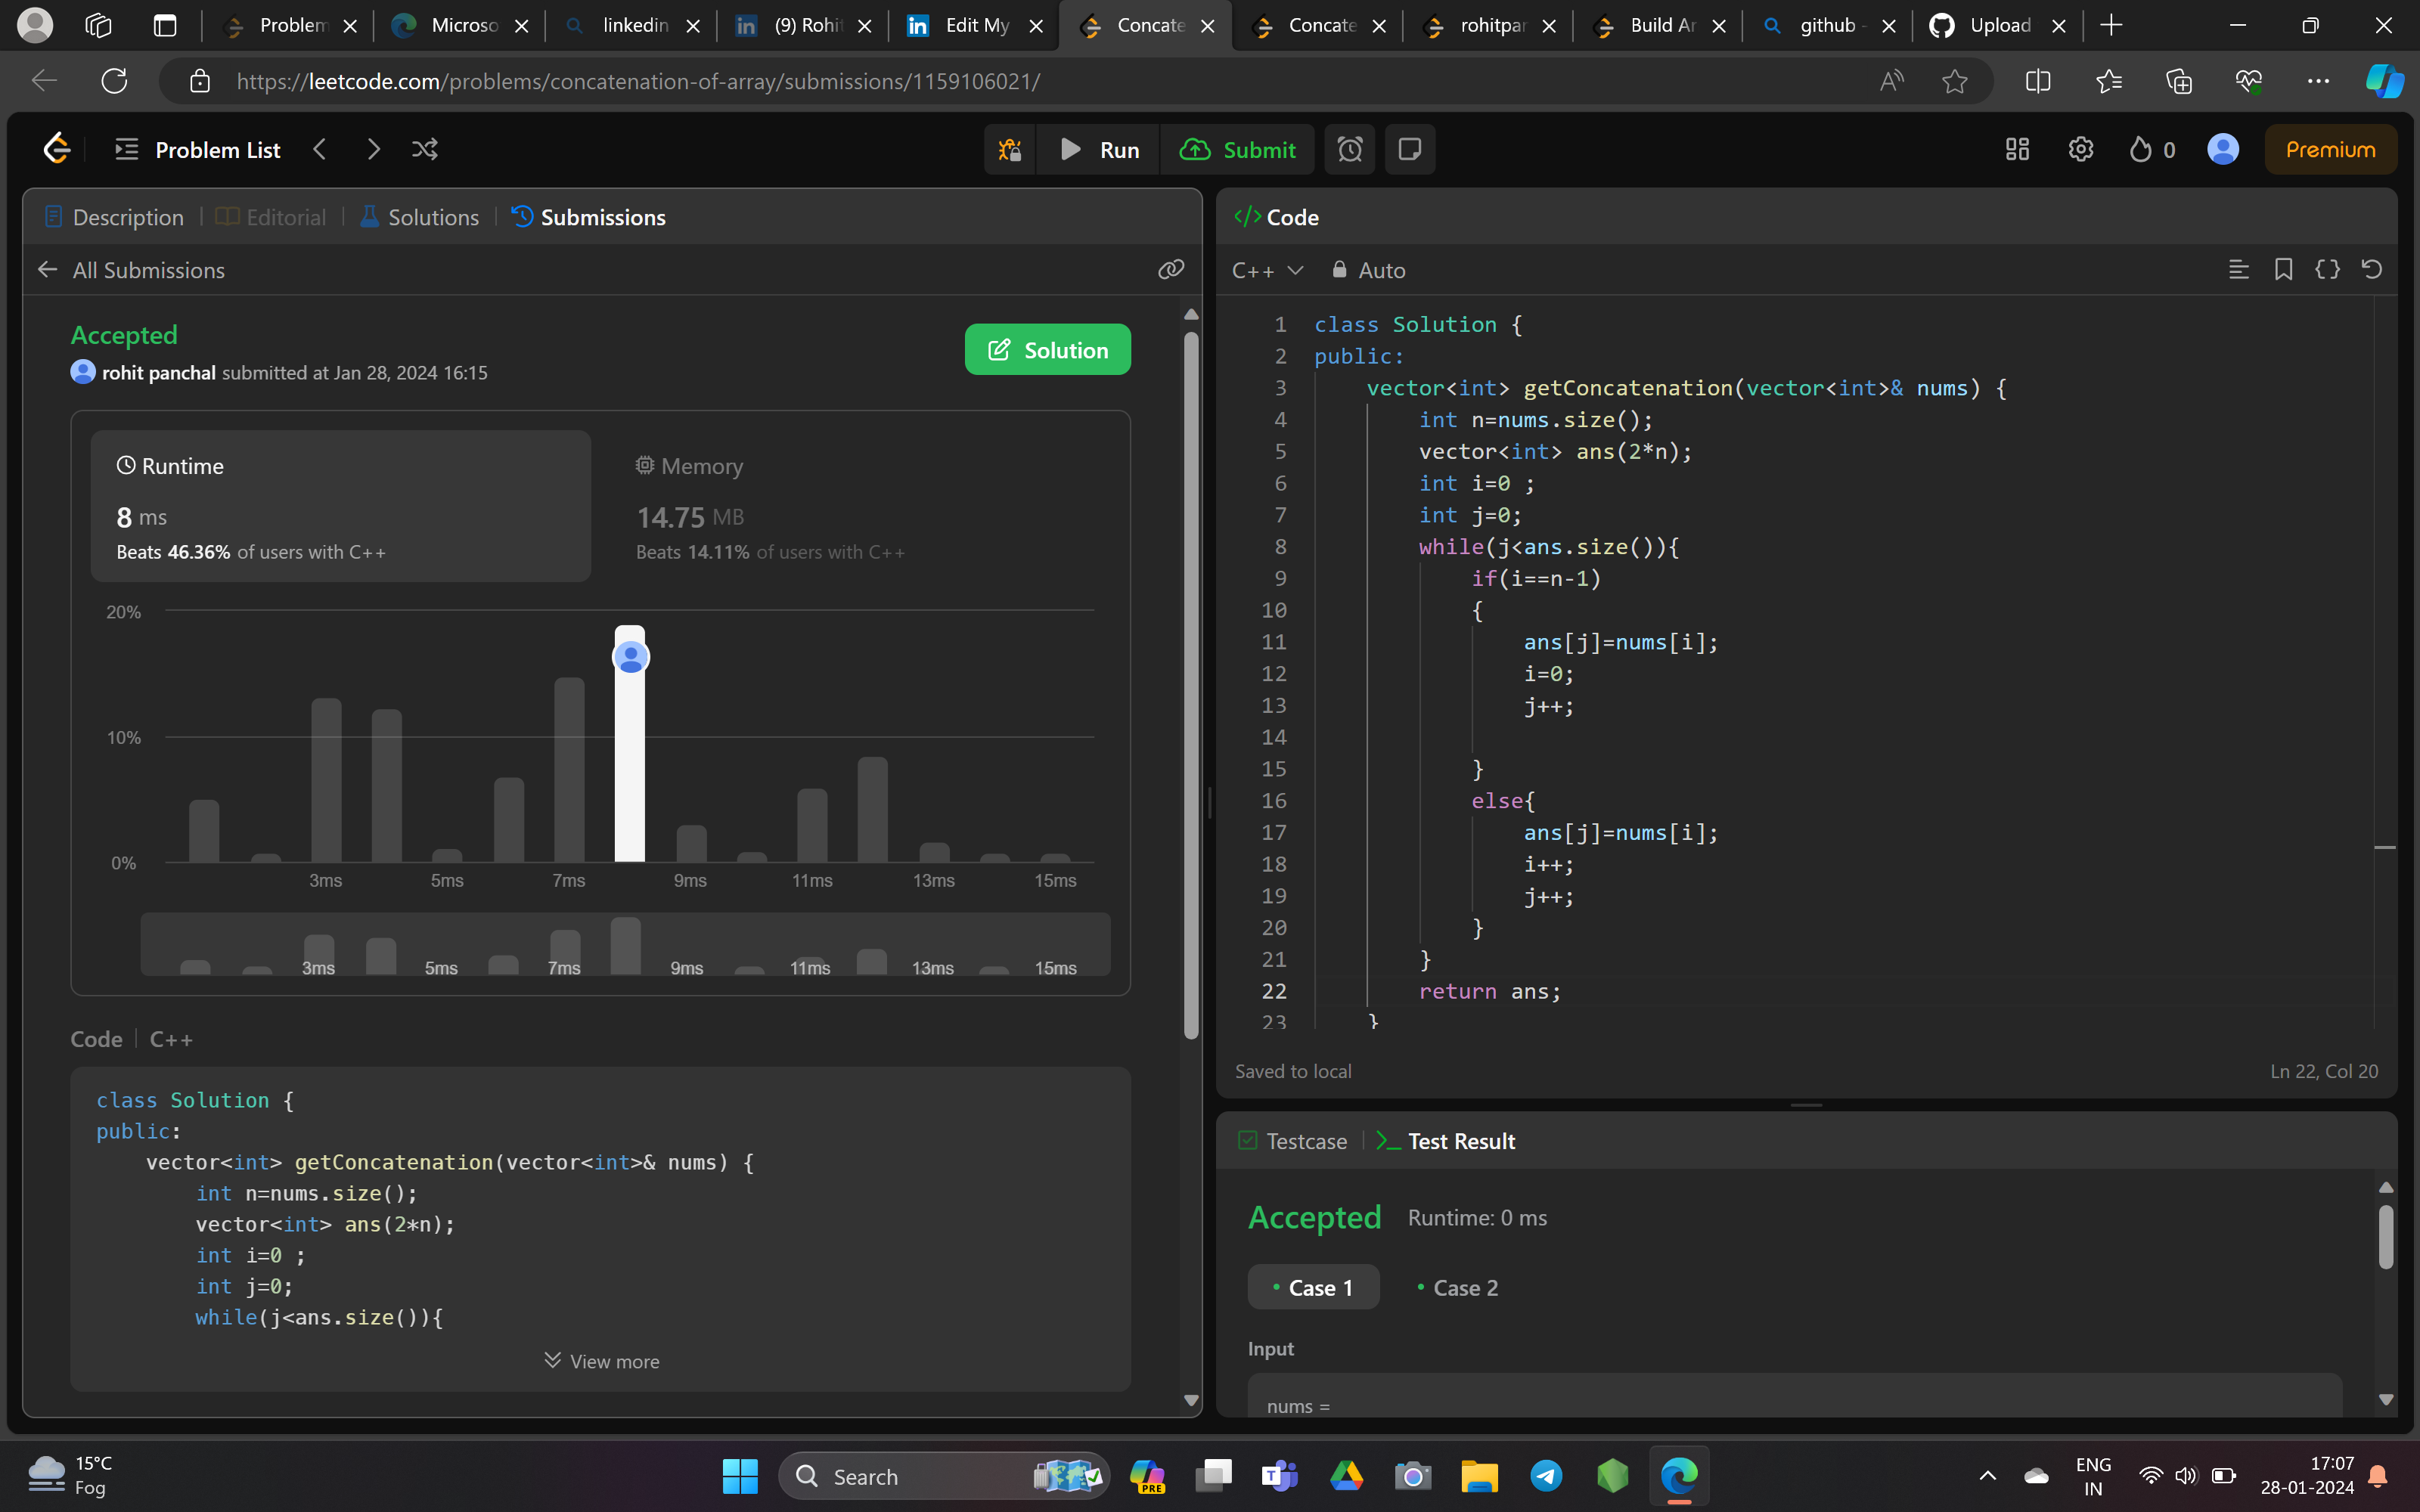 Problem
Microso
linkedin
(9) Rohit
Edit My
Concate
Concate
rohitpar
Build Ar
github -
Upload
https://leetcode.com/problems/concatenation-of-array/submissions/1159106021/
Problem List
Run
Submit
0
Premium
Description
Editorial
Solutions
Submissions
All Submissions
Accepted
rohit panchal submitted at Jan 28, 2024 16:15
Solution
Runtime
8 ms
Beats 46.36% of users with C++
Memory
14.75 MB
Beats 14.11% of users with C++
20%
10%
0%
3ms 5ms 7ms 9ms 11ms 13ms 15ms
3ms 5ms 7ms 9ms 11ms 13ms 15ms
Code | C++
class Solution {
public:
vector<int> getConcatenation(vector<int>& nums) {
int n=nums.size();
vector<int> ans(2*n);
int i=0 ;
int j=0;
while(j<ans.size()){
View more
</> Code
C++
Auto
1 class Solution {
2 public:
3 vector<int> getConcatenation(vector<int>& nums) {
4 int n=nums.size();
5 vector<int> ans(2*n);
6 int i=0 ;
7 int j=0;
8 while(j<ans.size()){
9 if(i==n-1)
10 {
11 ans[j]=nums[i];
12 i=0;
13 j++;
14
15 }
16 else{
17 ans[j]=nums[i];
18 i++;
19 j++;
20 }
21 }
22 return ans;
23 }
Saved to local
Ln 22, Col 20
Testcase
Test Result
Accepted
Runtime: 0 ms
Case 1
Case 2
Input
nums =
15°C
Fog
Search
PRE
ENG
IN
17:07
28-01-2024